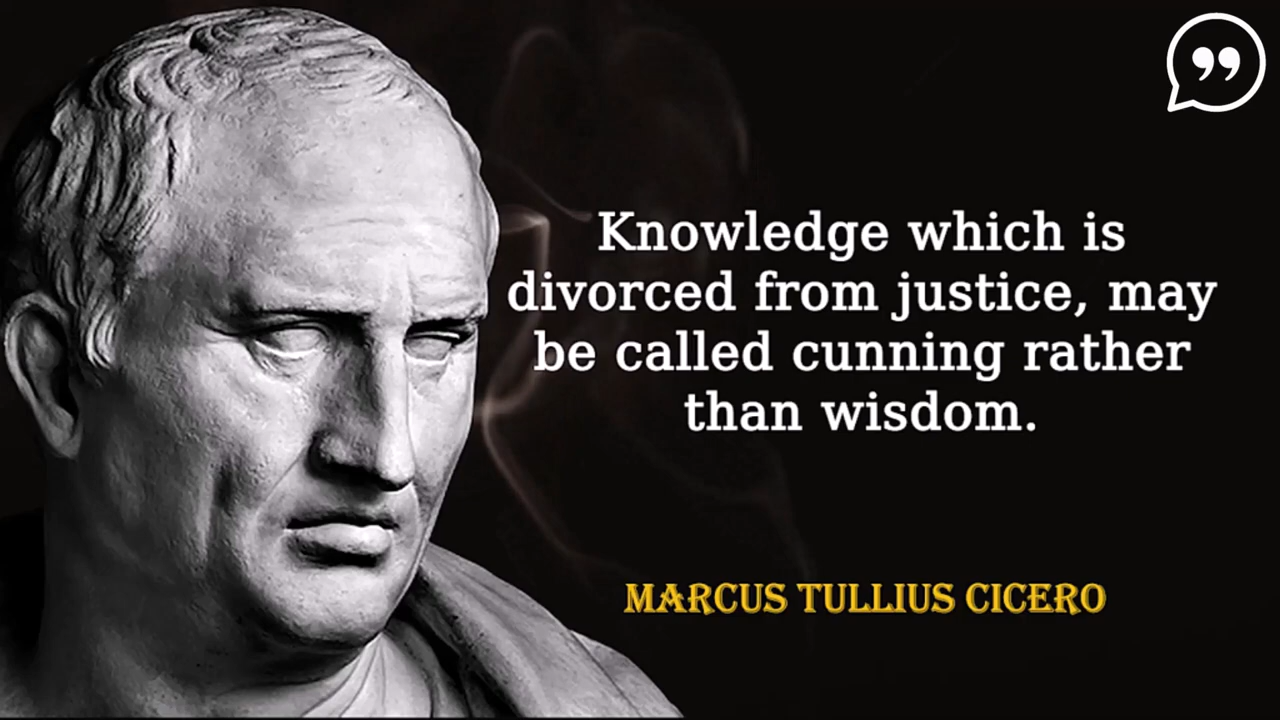 Knowledge which is
divorced from justice, may
be called cunning rather
than wisdom.
MARCUS TULLIUS CICERO